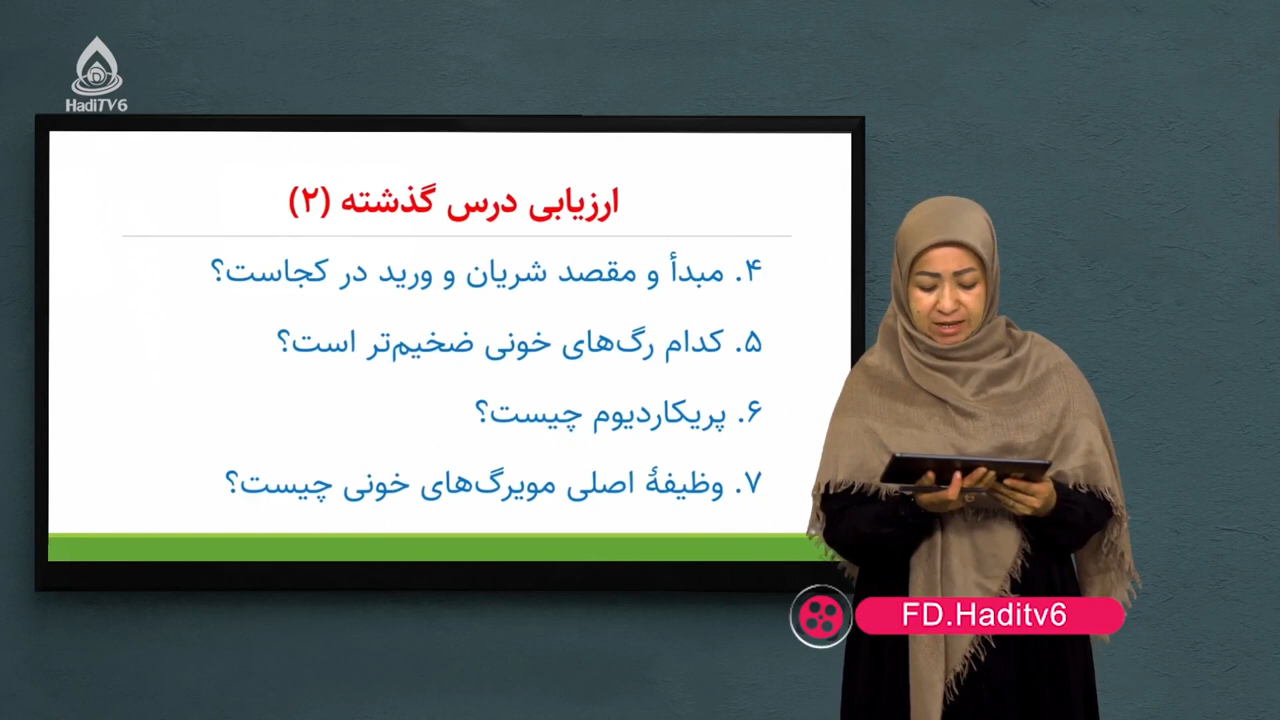 HadiTV6
ارزیابی درس گذشته (۲)
۴. مبدأ و مقصد شریان و ورید در کجاست؟
۵. کدام رگ‌های خونی ضخیم‌تر است؟
۶. پریکاردیوم چیست؟
۷. وظیفهٔ اصلی مویرگ‌های خونی چیست؟
FD.Haditv6